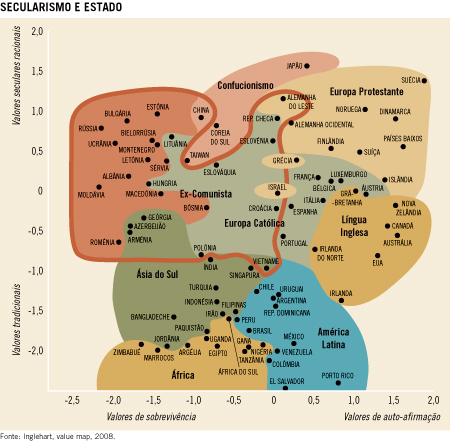 SECULARISMO E ESTADO
Valores seculares racionais
Valores tradicionais
2,0
1,5
1,0
0,5
0,0
-0,5
-1,0
-1,5
-2,0
JAPÃO
SUÉCIA
Confucionismo
Europa Protestante
ESTÔNIA
CHINA
ALEMANHA
DO LESTE
BULGÁRIA
NORUEGA
DINAMARCA
REP. CHECA
RÚSSIA
BIELORRÚSSIA
COREIA
DO SUL
ALEMANHA OCIDENTAL
UCRÂNIA
MONTENEGRO
LITUÂNIA
ESLOVÊNIA
FINLÂNDIA
PAÍSES BAIXOS
LETÔNIA
TAIWAN
SUÍÇA
SÉRVIA
ESLOVÁQUIA
GRÉCIA
ALBÂNIA
HUNGRIA
FRANÇA
LUXEMBURGO
ISLÂNDIA
MOLDÁVIA
MACEDÔNIA
Ex-Comunista
ISRAEL
BÉLGICA
GRÃ-
-BRETANHA
ÁUSTRIA
ITÁLIA
BÓSNIA
CROÁCIA
ESPANHA
NOVA
ZELÂNDIA
GEÓRGIA
AZERBEIJÃO
Europa Católica
Língua
Inglesa
CANADÁ
ROMÊNIA
ARMÊNIA
PORTUGAL
AUSTRÁLIA
POLÔNIA
IRLANDA
DO NORTE
EUA
ÍNDIA
VIETNAME
Ásia do Sul
SINGAPURA
TURQUIA
CHILE
URUGUAI
IRLANDA
INDONÉSIA
FILIPINAS
ARGENTINA
IRÃO
REP. DOMINICANA
BANGLADECHE
PERU
PAQUISTÃO
BRASIL
América
Latina
JORDÂNIA
UGANDA
GANA
MÉXICO
ZIMBABUÉ
MARROCOS
ARGÉLIA
EGIPTO
NIGÉRIA
VENEZUELA
TANZÂNIA
COLÔMBIA
África
ÁFRICA DO SUL
EL SALVADOR
PORTO RICO
-2,5
-2,0
-1,5
-1,0
-0,5
0,0
0,5
1,0
1,5
2,0
Valores de sobrevivência
Valores de auto-afirmação
Fonte: Inglehart, value map, 2008.